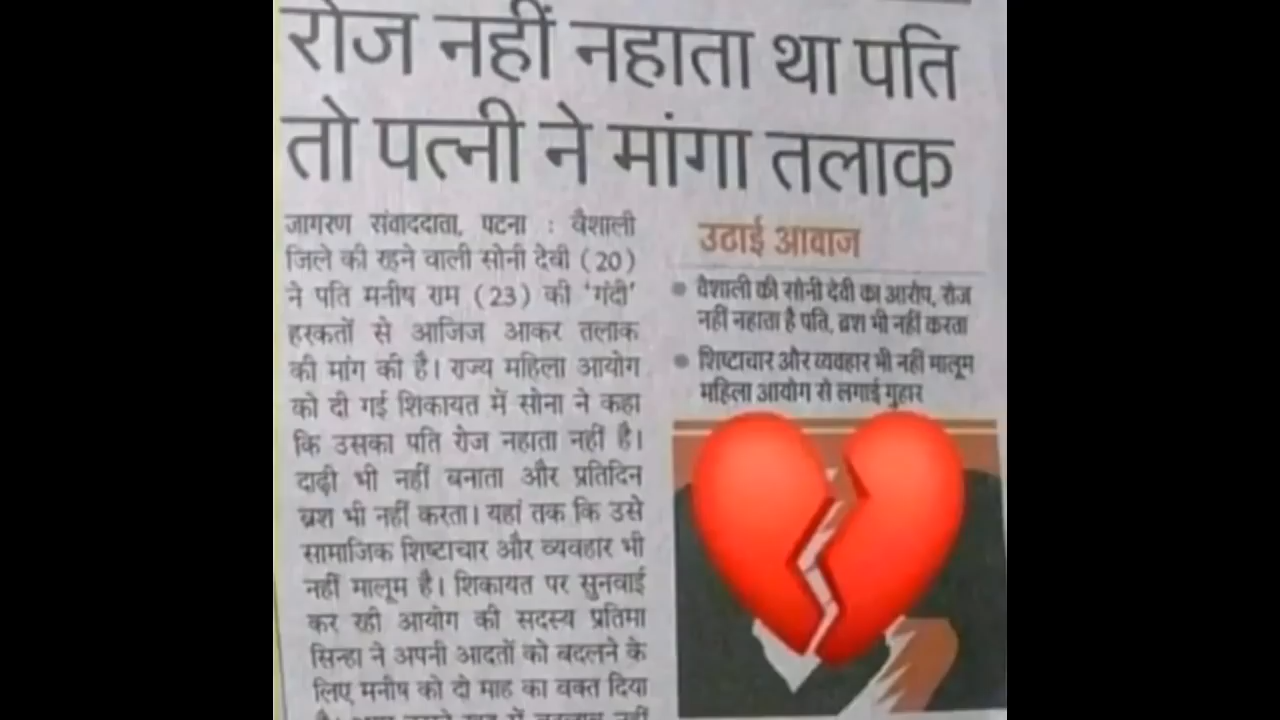 रोज नहीं नहाता था पति
तो पत्नी ने मांगा तलाक
जागरण संवाददाता, पटना : वैशाली
जिले की रहने वाली सोनी देवी (20)
ने पति मनीष राम (23) की 'गंदी'
हरकतों से आजिज आकर तलाक
की मांग की है। राज्य महिला आयोग
को दी गई शिकायत में सोना ने कहा
कि उसका पति रोज नहाता नहीं है।
दाढ़ी भी नहीं बनाता और प्रतिदिन
ब्रश भी नहीं करता। यहां तक कि उसे
सामाजिक शिष्टाचार और व्यवहार भी
नहीं मालूम है। शिकायत पर सुनवाई
कर रही आयोग की सदस्य प्रतिमा
सिन्हा ने अपनी आदतों को बदलने के
लिए मनीष को दो माह का वक्त दिया
उठाई आवाज
• वैशाली की सोनी देवी का आरोप, रोज
नहीं नहाता है पति, ब्रश भी नहीं करता
• शिष्टाचार और व्यवहार भी नहीं मालूम
महिला आयोग से लगाई गुहार